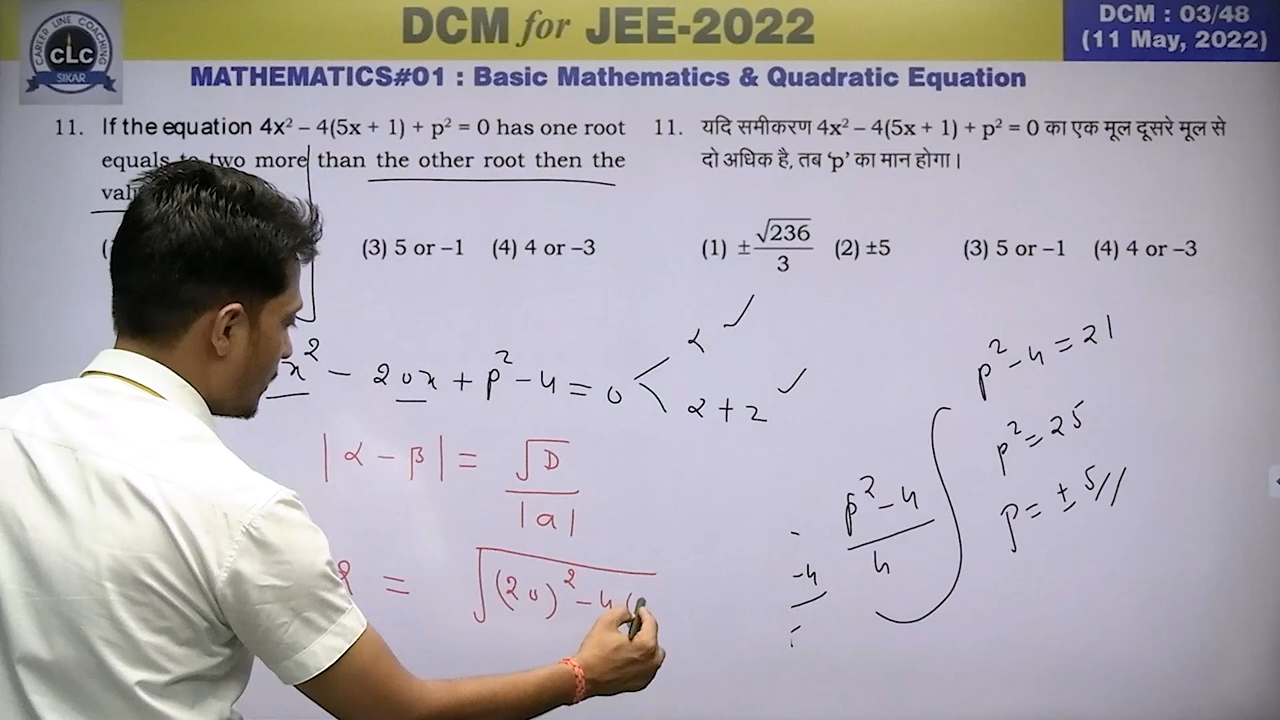 DCM for JEE-2022
DCM : 03/48
(11 May, 2022)
CAREER LINE COACHING
CLC
SIKAR
MATHEMATICS#01 : Basic Mathematics & Quadratic Equation
11. If the equation 4x² – 4(5x + 1) + p² = 0 has one root
equals to two more than the other root then the
(3) 5 or –1 (4) 4 or –3
11. यदि समीकरण 4x² – 4(5x + 1) + p² = 0 का एक मूल दूसरे मूल से
दो अधिक है, तब 'p' का मान होगा।
(1) ±√236/3 (2) ±5 (3) 5 or –1 (4) 4 or –3
x² – 20x + p² – 4 = 0
α
α + 2
|α – β| = √D/|a|
= √(20)² – 4(
p² – 4/4
p² – 4 = 21
p² = 25
p = ± 5//